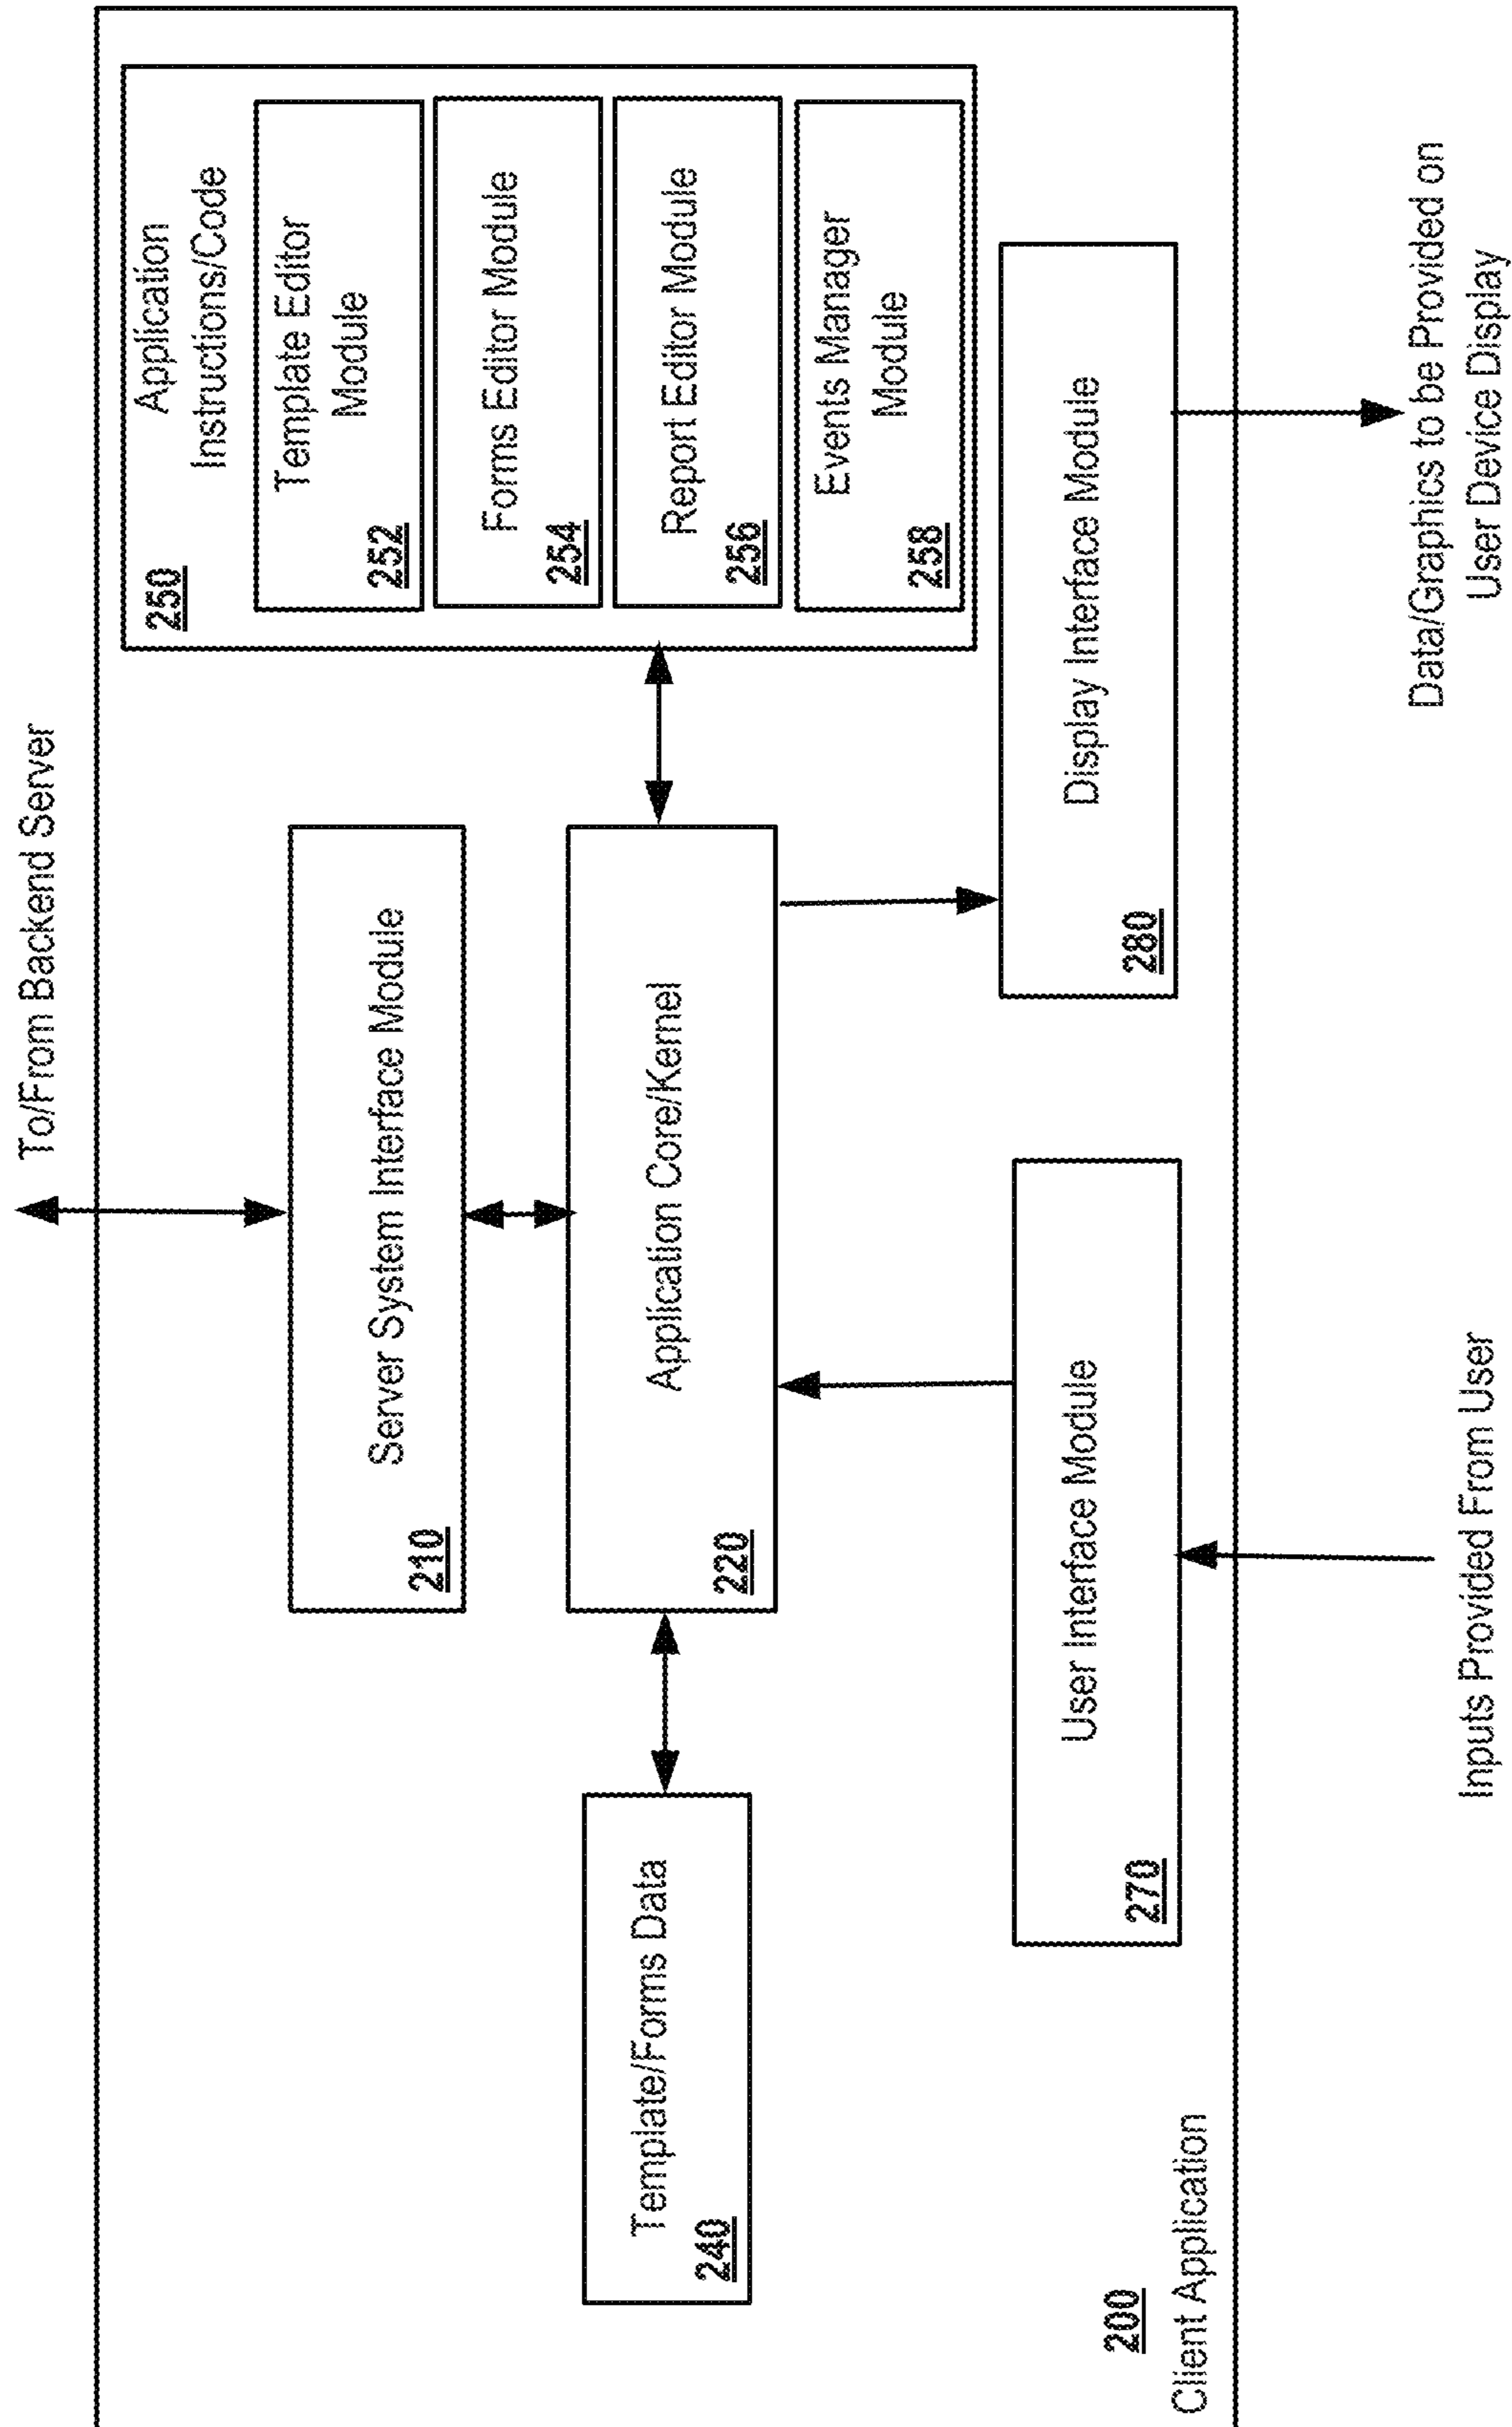 To/From Backend Server
Server System Interface Module
210
Application Core/Kernel
220
Template/Forms Data
240
Application
Instructions/Code
250
Template Editor
Module
252
Forms Editor Module
254
Report Editor Module
256
Events Manager
Module
258
User Interface Module
270
Display Interface Module
280
200
Client Application
Inputs Provided From User
Data/Graphics to be Provided on
User Device Display